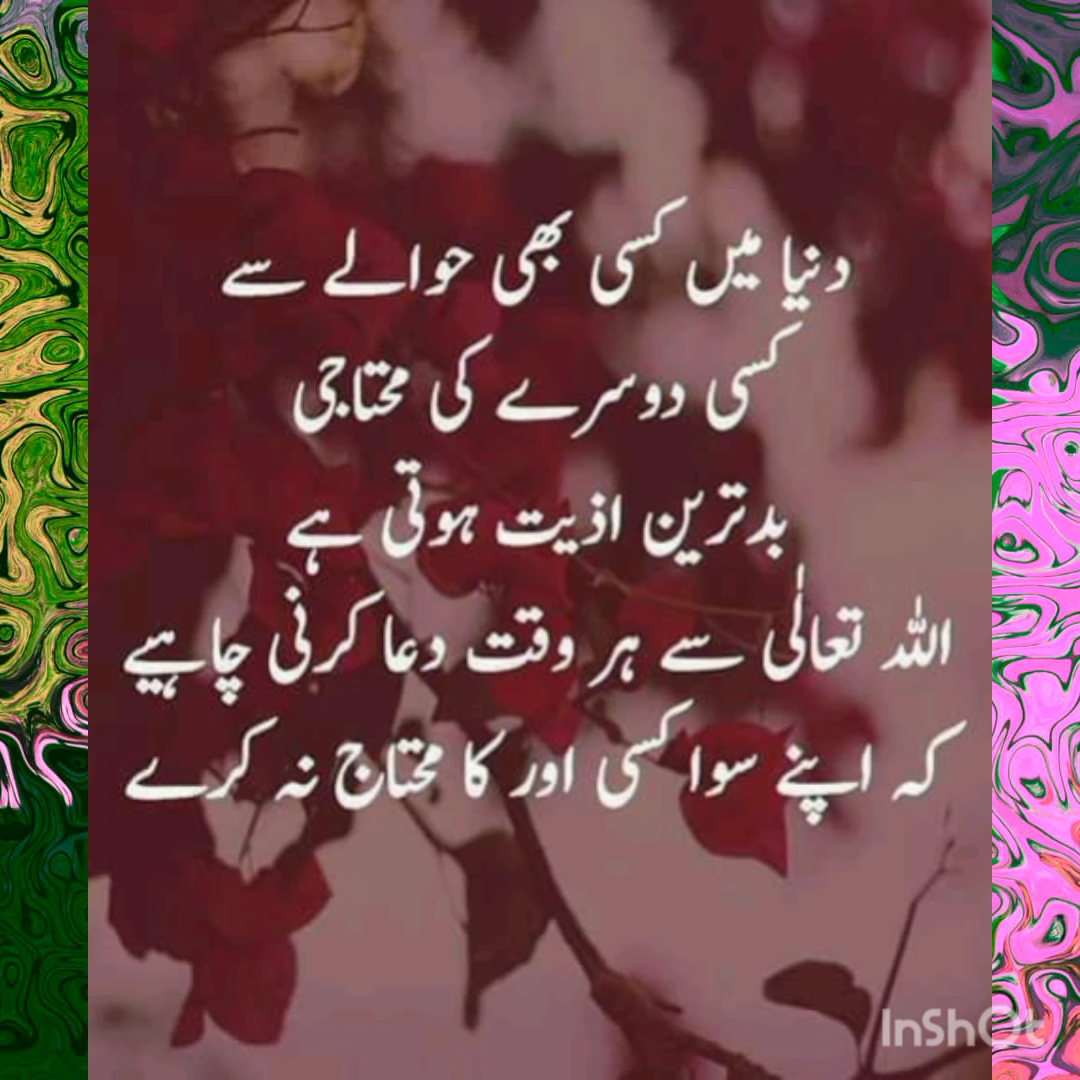 دنیا میں کسی بھی حوالے سے
کسی دوسرے کی محتاجی
بدترین اذیت ہوتی ہے
اللہ تعالٰی سے ہر وقت دعا کرنی چاہیے
کہ اپنے سوا کسی اور کا محتاج نہ کرے
InShOt